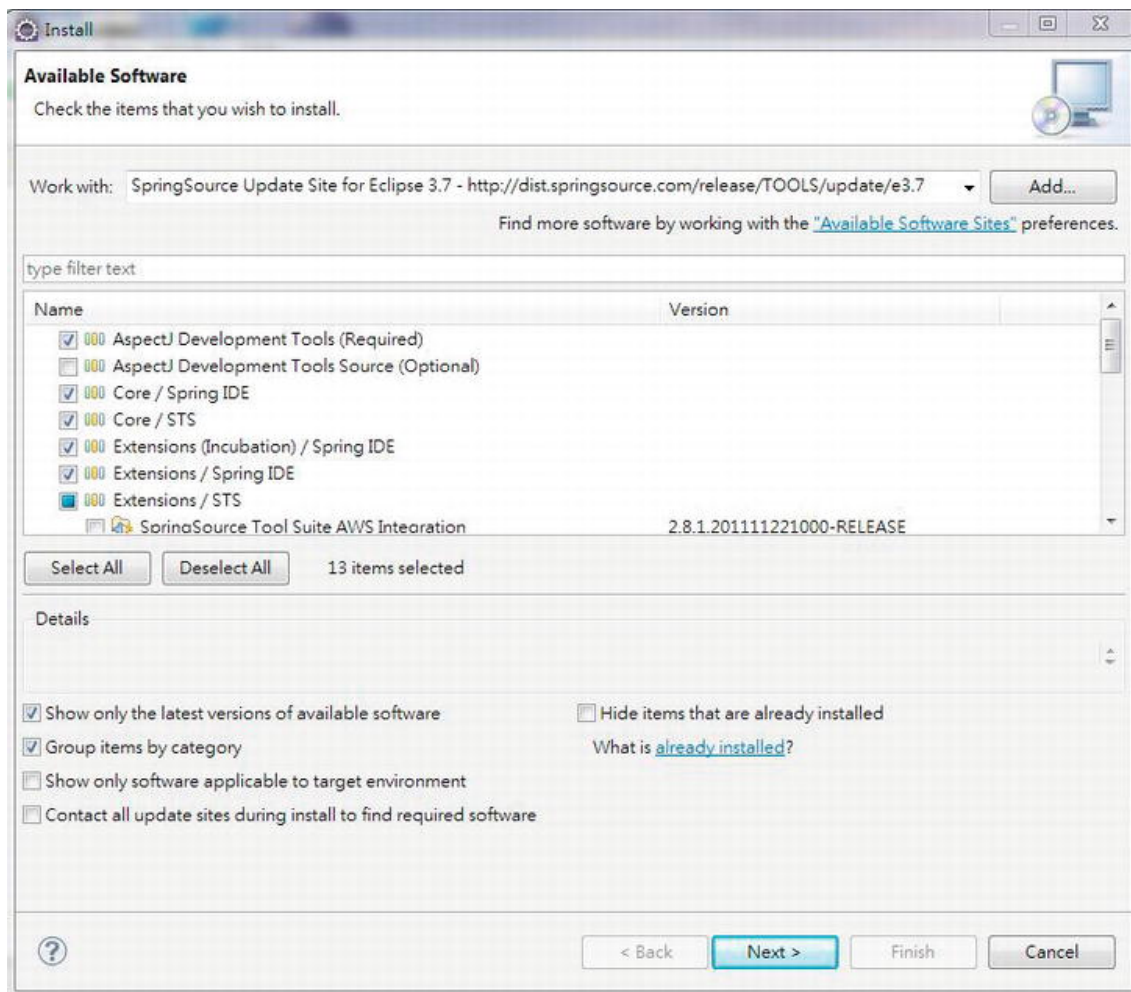 Install
Available Software
Check the items that you wish to install.
Work with: SpringSource Update Site for Eclipse 3.7 - http://dist.springsource.com/release/TOOLS/update/e3.7 Add...
Find more software by working with the "Available Software Sites" preferences.
type filter text
Name Version
AspectJ Development Tools (Required)
AspectJ Development Tools Source (Optional)
Core / Spring IDE
Core / STS
Extensions (Incubation) / Spring IDE
Extensions / Spring IDE
Extensions / STS
SpringSource Tool Suite AWS Integration 2.8.1.201111221000-RELEASE
Select All Deselect All 13 items selected
Details
Show only the latest versions of available software Hide items that are already installed
Group items by category What is already installed?
Show only software applicable to target environment
Contact all update sites during install to find required software
? < Back Next > Finish Cancel